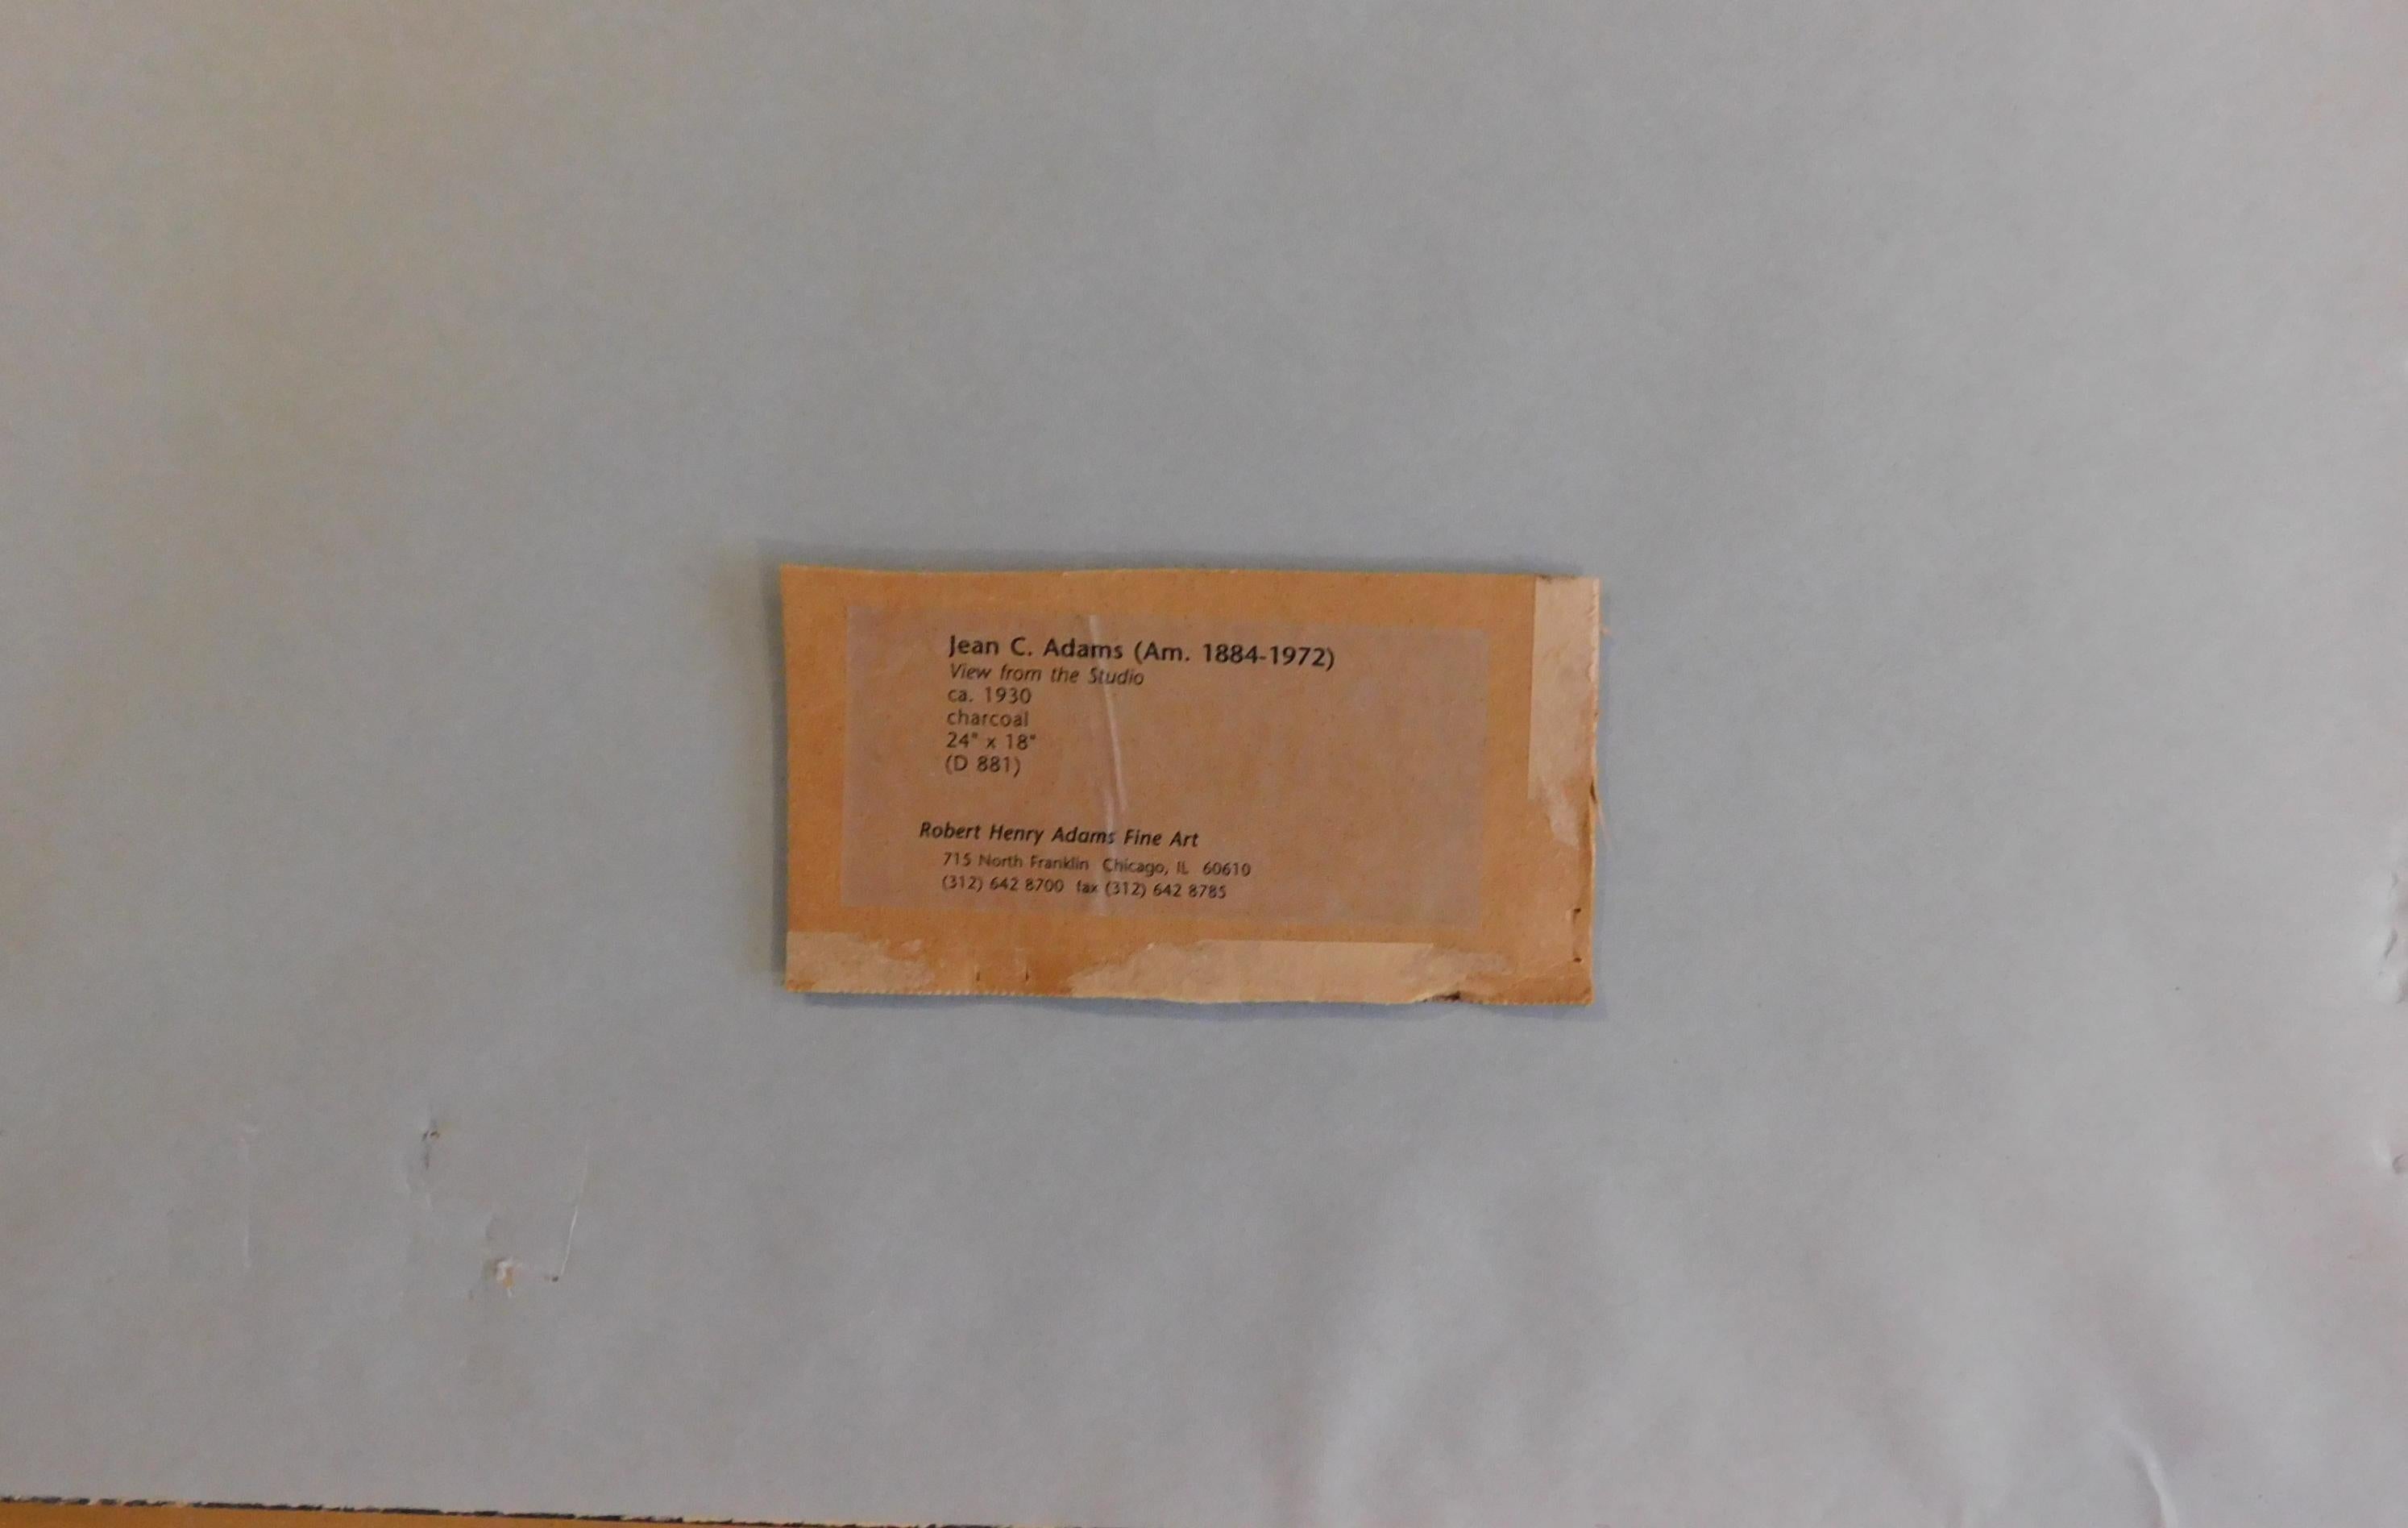 Jean C. Adams (Am. 1884-1972)
View from the Studio
ca. 1930
charcoal
24" x 18"
(D 881)
Robert Henry Adams Fine Art
715 North Franklin Chicago, IL 60610
(312) 642 8700 fax (312) 642 8785